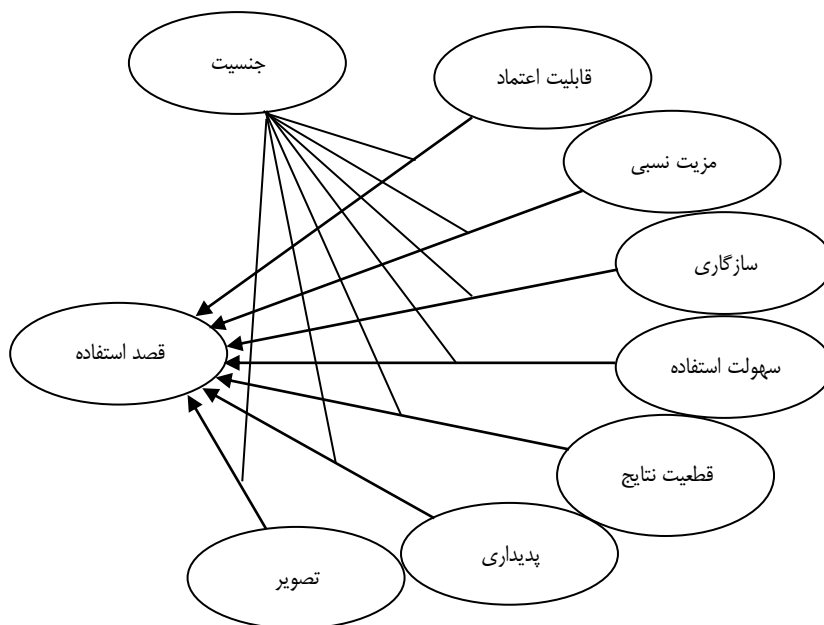 جنسیت
قابلیت اعتماد
مزیت نسبی
سازگاری
قصد استفاده
سهولت استفاده
قطعیت نتایج
پدیداری
تصویر